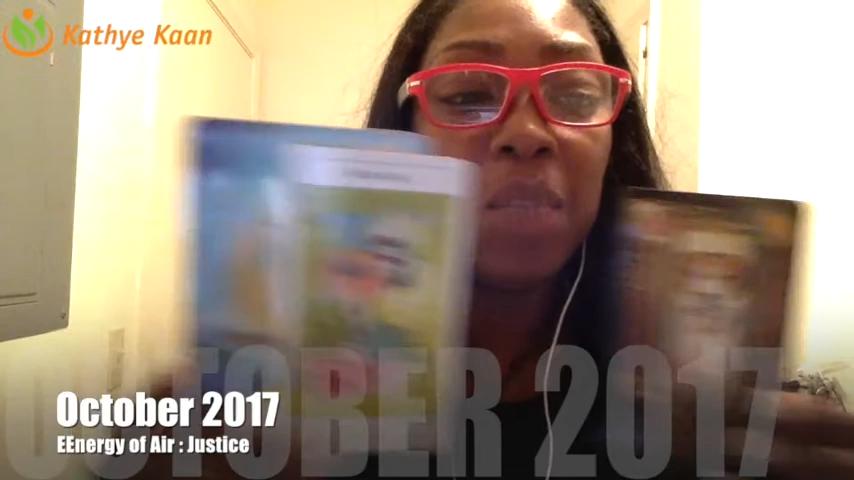 Kathye Kaan
OCTOBER 2017
October 2017
EEnergy of Air : Justice